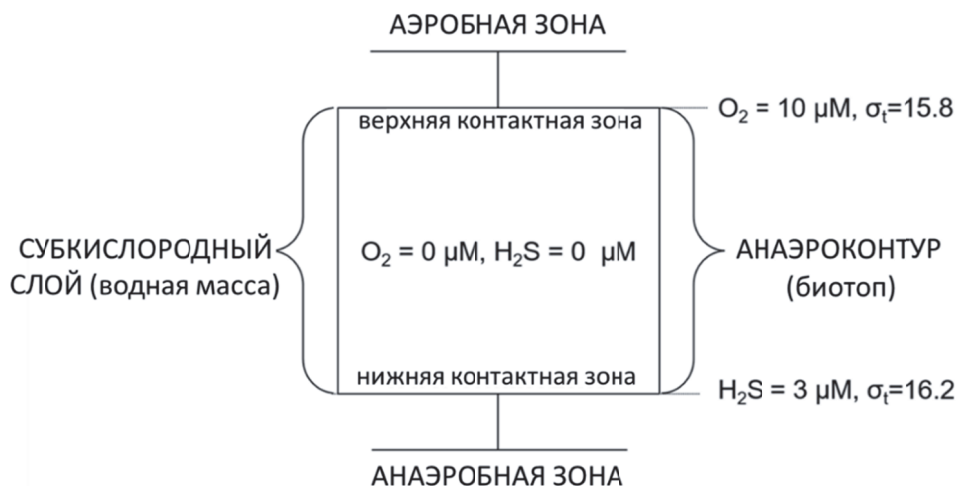 АЭРОБНАЯ ЗОНА
верхняя контактная зона
O₂ = 10 µM, σₜ=15.8
СУБКИСЛОРОДНЫЙ
СЛОЙ (водная масса)
O₂ = 0 µM, H₂S = 0 µM
АНАЭРОКОНТУР
(биотоп)
нижняя контактная зона
H₂S = 3 µM, σₜ=16.2
АНАЭРОБНАЯ ЗОНА